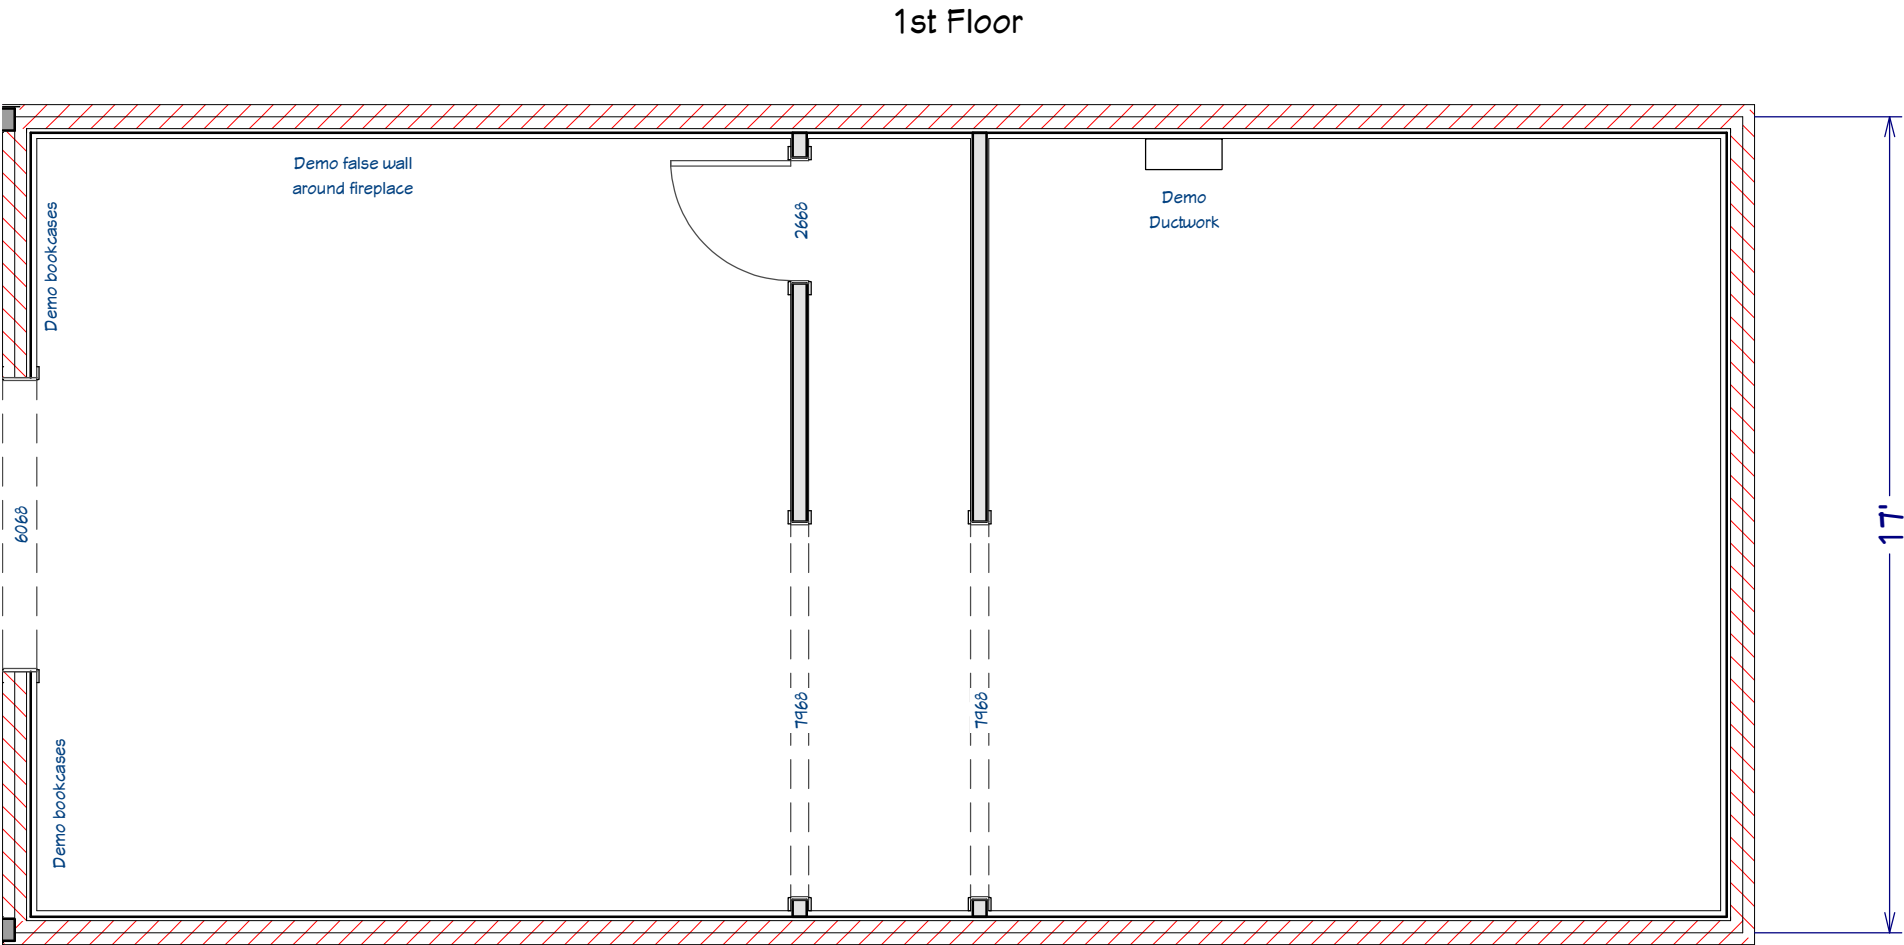 1st Floor
Demo false wall
around fireplace
Demo bookcases
2668
Demo
Ductwork
6068
17'
7968
7968
Demo bookcases